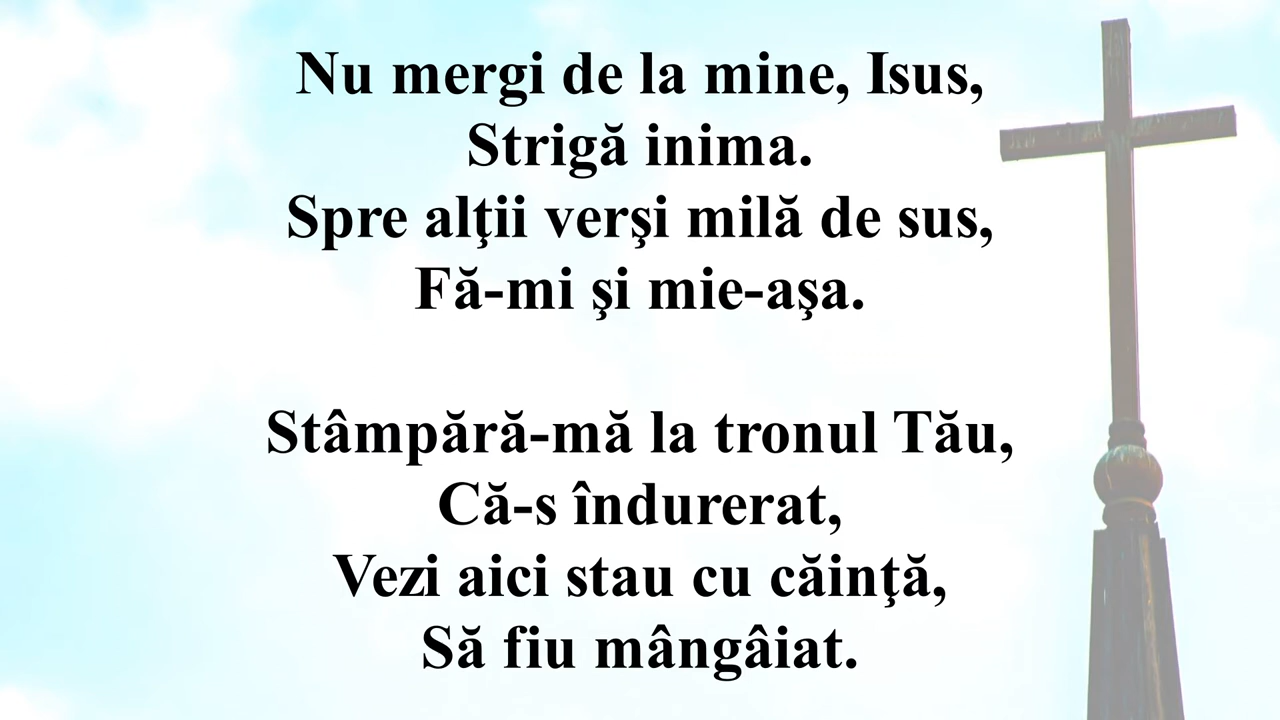 Nu mergi de la mine, Isus,
Strigă inima.
Spre alţii verşi milă de sus,
Fă-mi şi mie-aşa.
Stâmpără-mă la tronul Tău,
Că-s îndurerat,
Vezi aici stau cu căinţă,
Să fiu mângâiat.